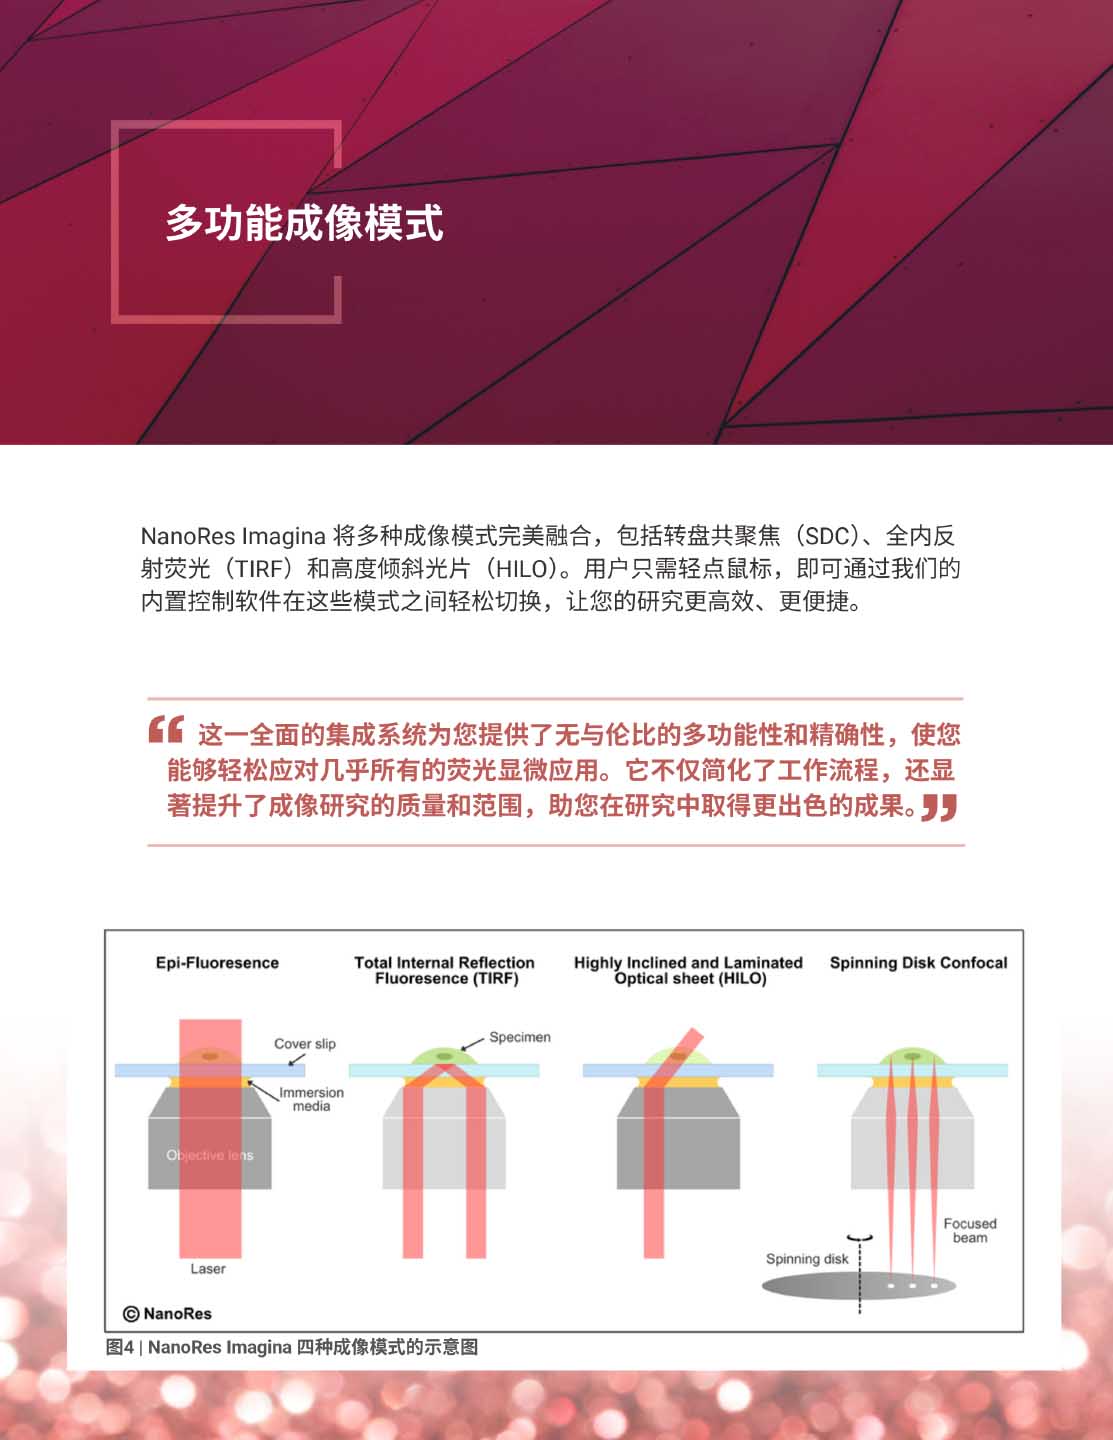 多功能成像模式
NanoRes Imagina 将多种成像模式完美融合，包括转盘共聚焦（SDC）、全内反
射荧光（TIRF）和高度倾斜光片（HILO）。用户只需轻点鼠标，即可通过我们的
内置控制软件在这些模式之间轻松切换，让您的研究更高效、更便捷。
“ 这一全面的集成系统为您提供了无与伦比的多功能性和精确性，使您
能够轻松应对几乎所有的荧光显微应用。它不仅简化了工作流程，还显
著提升了成像研究的质量和范围，助您在研究中取得更出色的成果。”
Epi-Fluoresence
Total Internal Reflection
Fluoresence (TIRF)
Highly Inclined and Laminated
Optical sheet (HILO)
Spinning Disk Confocal
Cover slip
Immersion
media
Objective lens
Laser
Specimen
Focused
beam
Spinning disk
© NanoRes
图4 | NanoRes Imagina 四种成像模式的示意图